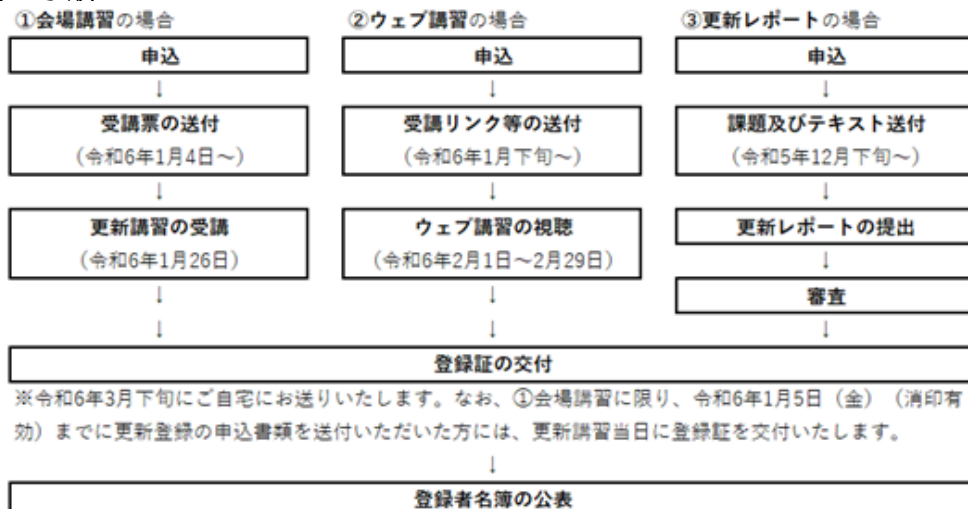 ①会場講習の場合
申込
↓
受講票の送付
（令和6年1月4日～）
↓
更新講習の受講
（令和6年1月26日）
↓
↓
②ウェブ講習の場合
申込
↓
受講リンク等の送付
（令和6年1月下旬～）
↓
ウェブ講習の視聴
（令和6年2月1日～2月29日）
↓
↓
③更新レポートの場合
申込
↓
課題及びテキスト送付
（令和5年12月下旬～）
↓
更新レポートの提出
↓
審査
↓
登録証の交付
※令和6年3月下旬にご自宅にお送りいたします。なお、①会場講習に限り、令和6年1月5日（金）（消印有
効）までに更新登録の申込書類を送付いただいた方には、更新講習当日に登録証を交付いたします。
↓
登録者名簿の公表